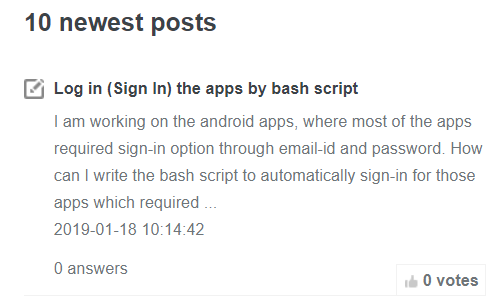 10 newest posts
Log in (Sign In) the apps by bash script
I am working on the android apps, where most of the apps
required sign-in option through email-id and password. How
can I write the bash script to automatically sign-in for those
apps which required ...
2019-01-18 10:14:42
0 answers
0 votes